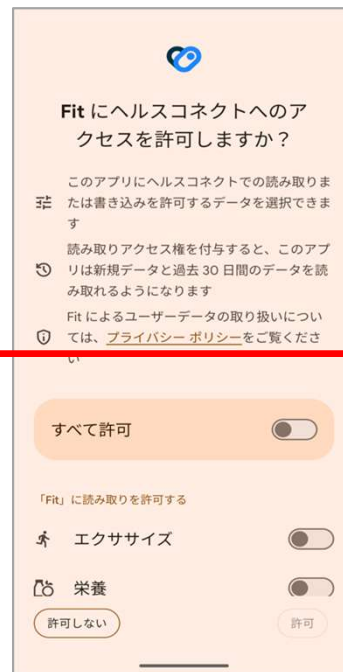 Fit にヘルスコネクトへのア
クセスを許可しますか？
このアプリにヘルスコネクトでの読み取りま
たは書き込みを許可するデータを選択できま
す
読み取りアクセス権を付与すると、このアプ
リは新規データと過去 30 日間のデータを読
み取れるようになります
Fit によるユーザーデータの取り扱いについ
ては、プライバシー ポリシーをご覧くださ
い
すべて許可
「Fit」に読み取りを許可する
エクササイズ
栄養
許可しない
許可